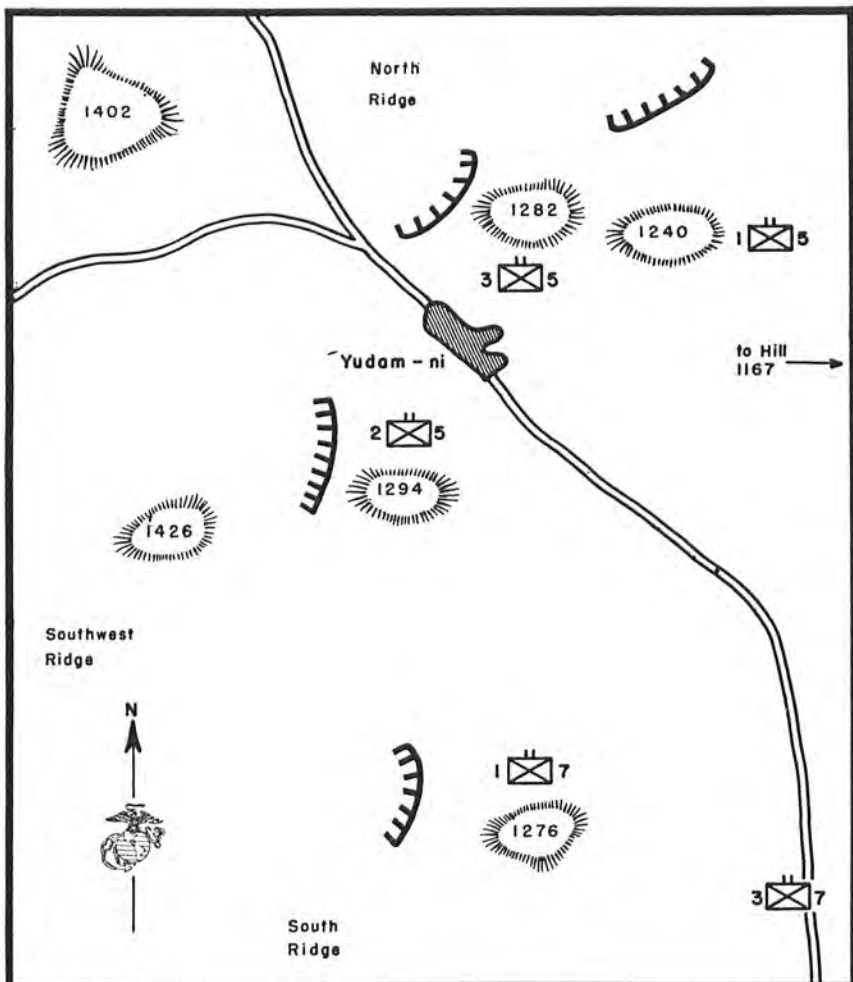 North
Ridge
1402
1282
1240
1 5
3 5
to Hill
1167
Yudam - ni
2 5
1294
1426
Southwest
Ridge
N
1 7
1276
3 7
South
Ridge